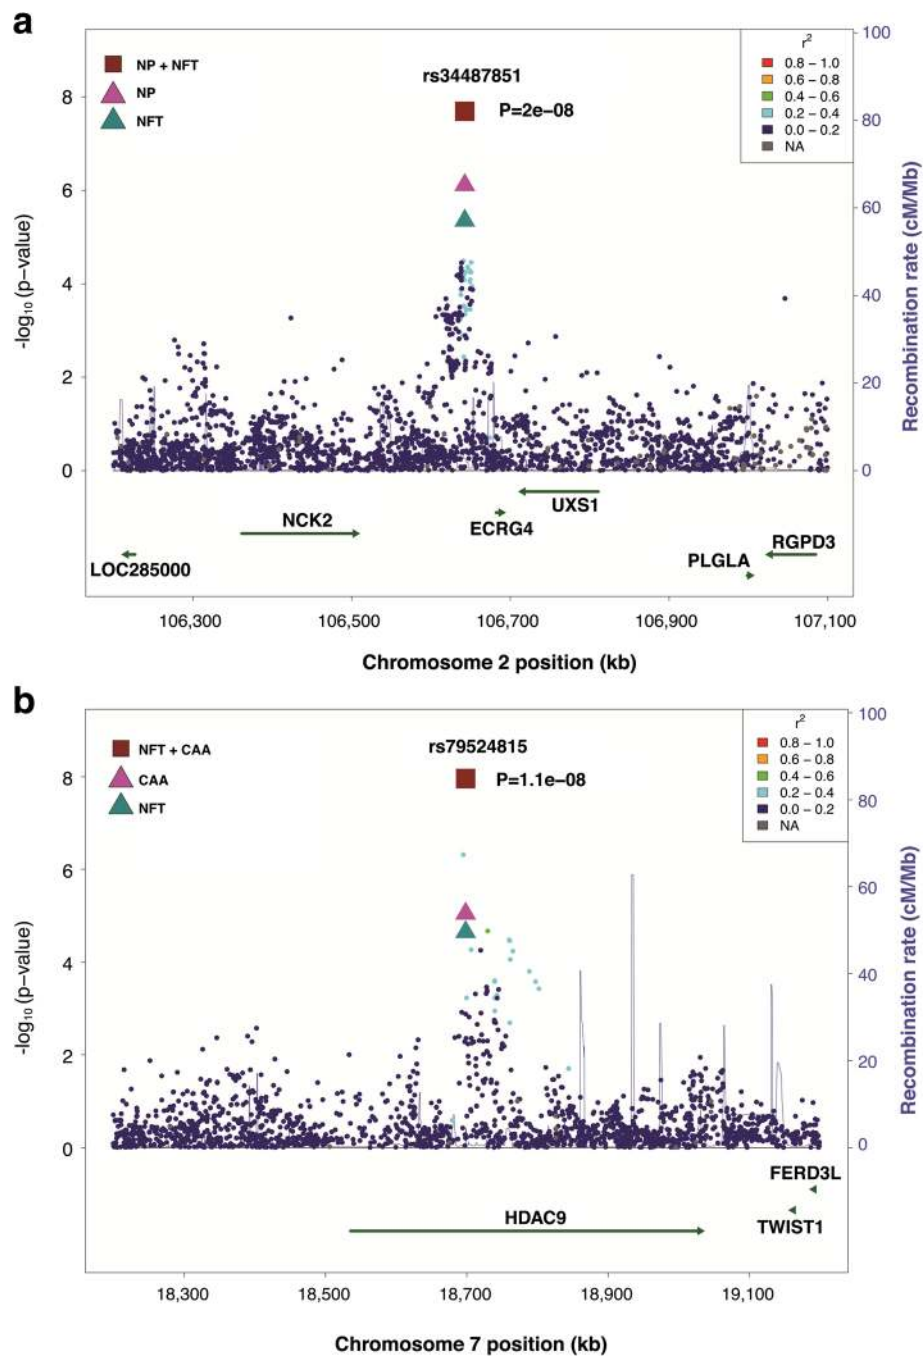 a
NP + NFT
NP
NFT
rs34487851
P=2e−08
r²
0.8 − 1.0
0.6 − 0.8
0.4 − 0.6
0.2 − 0.4
0.0 − 0.2
NA
8
6
4
2
0
-log₁₀ (p−value)
100
80
60
40
20
0
Recombination rate (cM/Mb)
UXS1
ECRG4
NCK2
RGPD3
PLGLA
LOC285000
106,300 106,500 106,700 106,900 107,100
Chromosome 2 position (kb)
b
NFT + CAA
CAA
NFT
rs79524815
P=1.1e−08
r²
0.8 − 1.0
0.6 − 0.8
0.4 − 0.6
0.2 − 0.4
0.0 − 0.2
NA
8
6
4
2
0
-log₁₀ (p−value)
100
80
60
40
20
0
Recombination rate (cM/Mb)
FERD3L
HDAC9
TWIST1
18,300 18,500 18,700 18,900 19,100
Chromosome 7 position (kb)